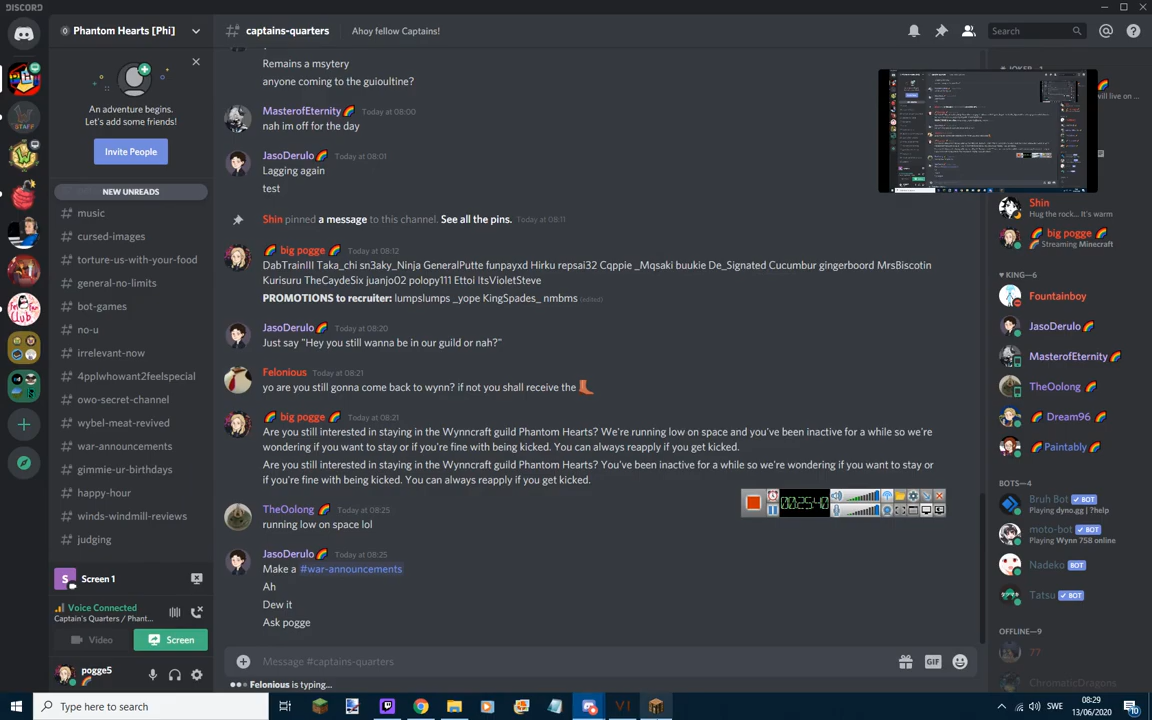 DISCORD
Phantom Hearts [Phi]
captains-quarters
Ahoy fellow Captains!
Search
An adventure begins.
Let's add some friends!
Invite People
NEW UNREADS
music
cursed-images
torture-us-with-your-food
general-no-limits
bot-games
no-u
irrelevant-now
4pplwhowant2feelspecial
owo-secret-channel
wybel-meat-revived
war-announcements
gimmie-ur-birthdays
happy-hour
winds-windmill-reviews
judging
S Screen 1
Voice Connected
Captain's Quarters / Phant...
Video
Screen
pogge5
Remains a msytery
anyone coming to the guioultine?
MasterofEternity Today at 08:00
nah im off for the day
JasoDerulo Today at 08:01
Lagging again
test
Shin pinned a message to this channel. See all the pins. Today at 08:11
big pogge Today at 08:12
DabTrainIII Taka_chi sn3aky_Ninja GeneralPutte funpayxd Hirku repsai32 Cqppie _Mqsaki buukie De_Signated Cucumbur gingerboord MrsBiscotin
Kurisuru TheCaydeSix juanjo02 polopy111 Ettoi ItsVioletSteve
PROMOTIONS to recruiter: lumpslumps _yope KingSpades_ nmbms (edited)
JasoDerulo Today at 08:20
Just say "Hey you still wanna be in our guild or nah?"
Felonious Today at 08:21
yo are you still gonna come back to wynn? if not you shall receive the
big pogge Today at 08:21
Are you still interested in staying in the Wynncraft guild Phantom Hearts? We're running low on space and you've been inactive for a while so we're
wondering if you want to stay or if you're fine with being kicked. You can always reapply if you get kicked.
Are you still interested in staying in the Wynncraft guild Phantom Hearts? You've been inactive for a while so we're wondering if you want to stay or
if you're fine with being kicked. You can always reapply if you get kicked.
TheOolong Today at 08:25
running low on space lol
JasoDerulo Today at 08:25
Make a #war-announcements
Ah
Dew it
Ask pogge
Message #captains-quarters
GIF
Felonious is typing...
00:25:40
will live on ...
Shin
Hug the rock... It's warm
big pogge
Streaming Minecraft
KING—6
Fountainboy
JasoDerulo
MasterofEternity
TheOolong
Dream96
Paintably
BOTS—4
Bruh Bot BOT
Playing dyno.gg | ?help
moto-bot BOT
Playing Wynn 758 online
Nadeko BOT
Tatsu BOT
OFFLINE—9
77
ChromaticDragons
Type here to search
SWE
08:29
13/06/2020
10